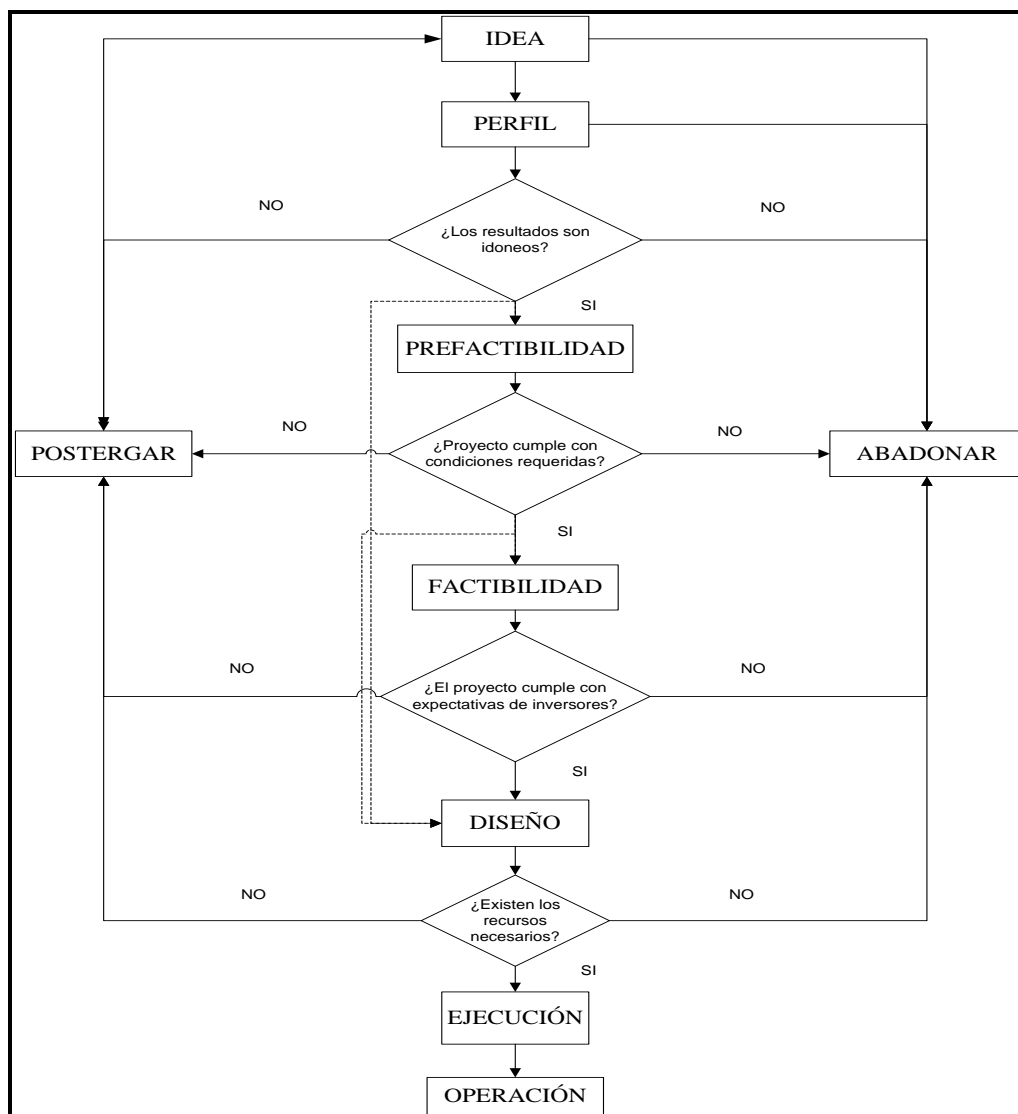 IDEA
PERFIL
NO
NO
¿Los resultados son
idoneos?
SI
PREFACTIBILIDAD
NO
NO
¿Proyecto cumple con
condiciones requeridas?
POSTERGAR
ABADONAR
SI
FACTIBILIDAD
NO
NO
¿El proyecto cumple con
expectativas de inversores?
SI
DISEÑO
NO
NO
¿Existen los
recursos
necesarios?
SI
EJECUCIÓN
OPERACIÓN